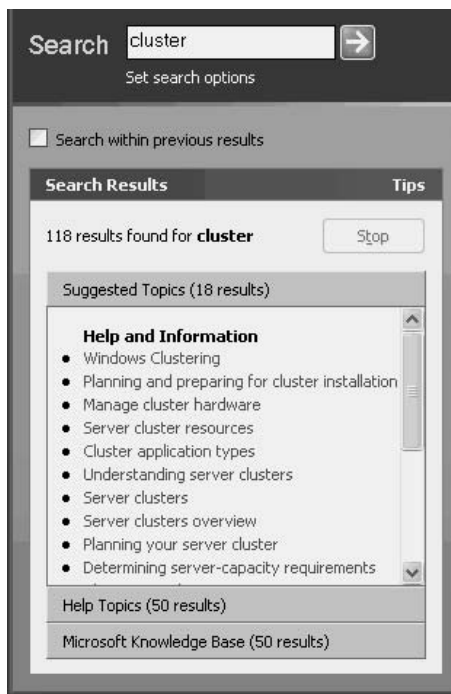 Search cluster
Set search options
Search within previous results
Search Results Tips
118 results found for cluster Stop
Suggested Topics (18 results)
Help and Information
Windows Clustering
Planning and preparing for cluster installation
Manage cluster hardware
Server cluster resources
Cluster application types
Understanding server clusters
Server clusters
Server clusters overview
Planning your server cluster
Determining server-capacity requirements
Help Topics (50 results)
Microsoft Knowledge Base (50 results)